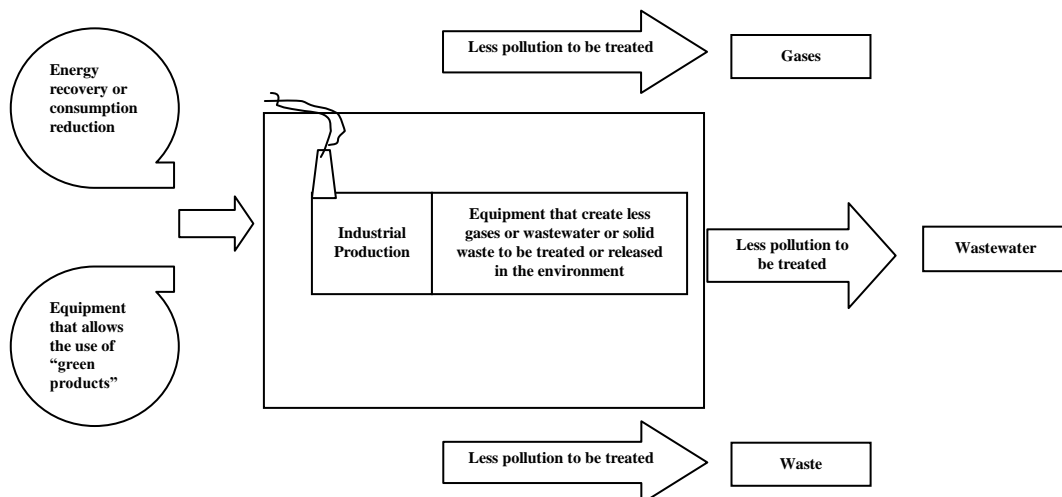 Less pollution to be treated
Gases
Energy
recovery or
consumption
reduction
Industrial
Production
Equipment that create less
gases or wastewater or solid
waste to be treated or released
in the environment
Less pollution to
be treated
Wastewater
Equipment
that allows
the use of
“green
products”
Less pollution to be treated
Waste